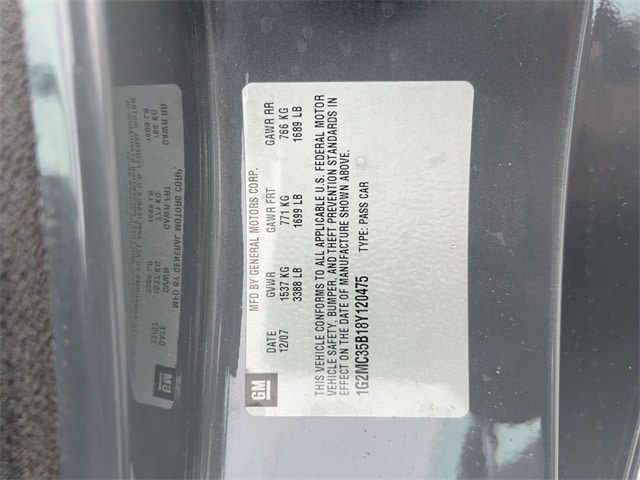 GM
MFD BY GENERAL MOTORS CORP.
DATE GVWR GAWR FRT GAWR RR
12/07 1537 KG 771 KG 766 KG
3388 LB 1699 LB 1689 LB
THIS VEHICLE CONFORMS TO ALL APPLICABLE U.S. FEDERAL MOTOR
VEHICLE SAFETY, BUMPER, AND THEFT PREVENTION STANDARDS IN
EFFECT ON THE DATE OF MANUFACTURE SHOWN ABOVE.
1G2MC35B18Y120475 TYPE: PASS CAR